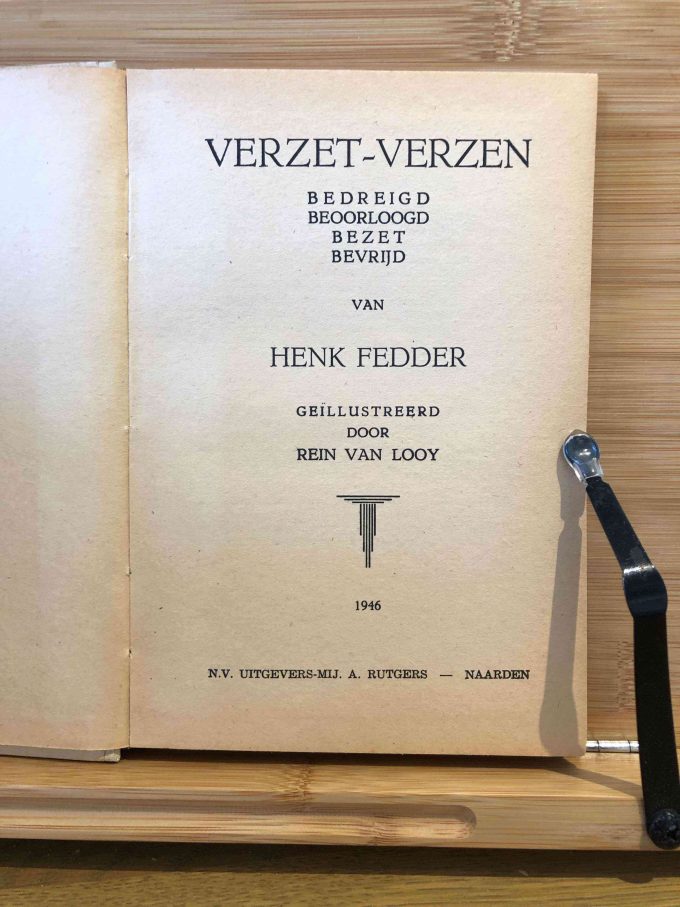 VERZET-VERZEN
BEDREIGD
BEOORLOOGD
BEZET
BEVRIJD
VAN
HENK FEDDER
GEÏLLUSTREERD
DOOR
REIN VAN LOOY
1946
N.V. UITGEVERS-MIJ. A. RUTGERS — NAARDEN